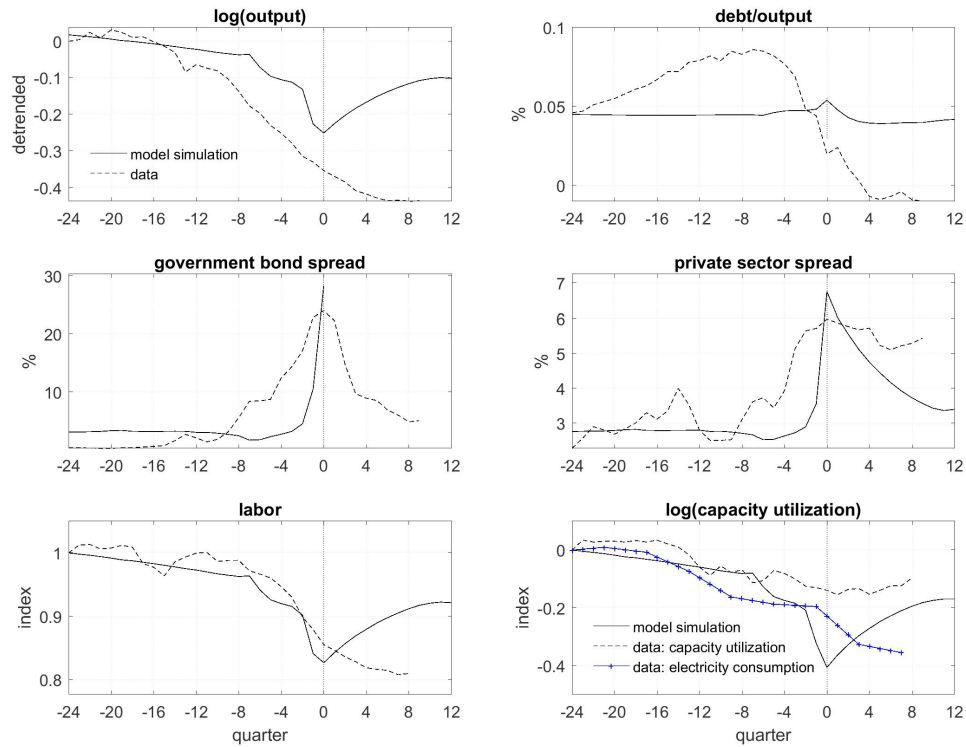 log(output)
0
-0.1
-0.2
-0.3
-0.4
detrended
model simulation
data
-24 -20 -16 -12 -8 -4 0 4 8 12
debt/output
0.1
0.05
0
%
-24 -20 -16 -12 -8 -4 0 4 8 12
government bond spread
30
20
10
%
-24 -20 -16 -12 -8 -4 0 4 8 12
private sector spread
7
6
5
4
3
%
-24 -20 -16 -12 -8 -4 0 4 8 12
labor
1
0.9
0.8
index
-24 -20 -16 -12 -8 -4 0 4 8 12
quarter
log(capacity utilization)
0
-0.2
-0.4
index
model simulation
data: capacity utilization
data: electricity consumption
-24 -20 -16 -12 -8 -4 0 4 8 12
quarter